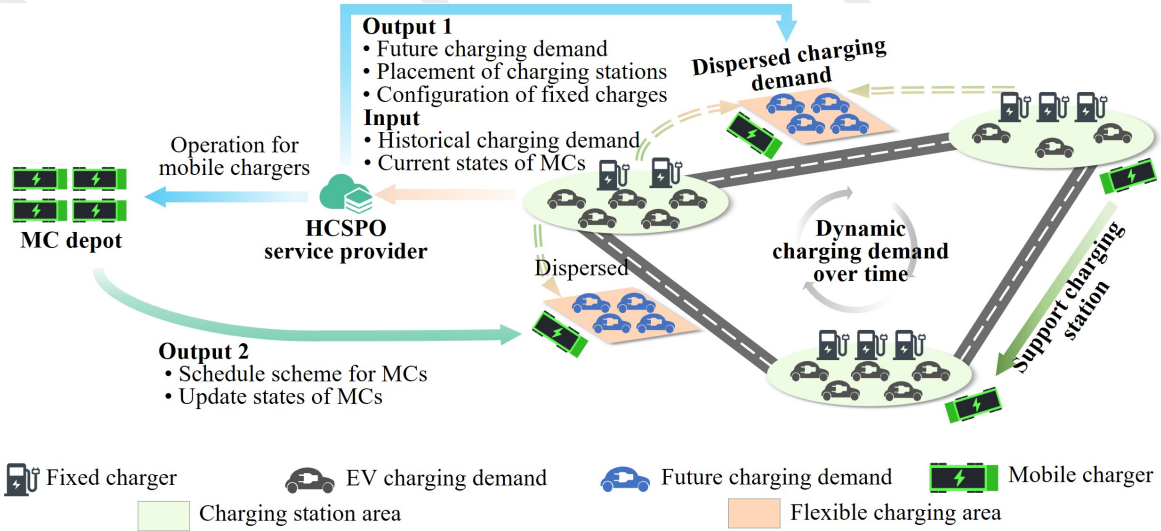 Output 1
• Future charging demand
• Placement of charging stations
• Configuration of fixed charges
Input
• Historical charging demand
• Current states of MCs
Dispersed charging
demand
Operation for
mobile chargers
MC depot
HCSPO
service provider
Dynamic
charging demand
over time
Dispersed
Support charging
station
Output 2
• Schedule scheme for MCs
• Update states of MCs
Fixed charger
EV charging demand
Future charging demand
Mobile charger
Charging station area
Flexible charging area